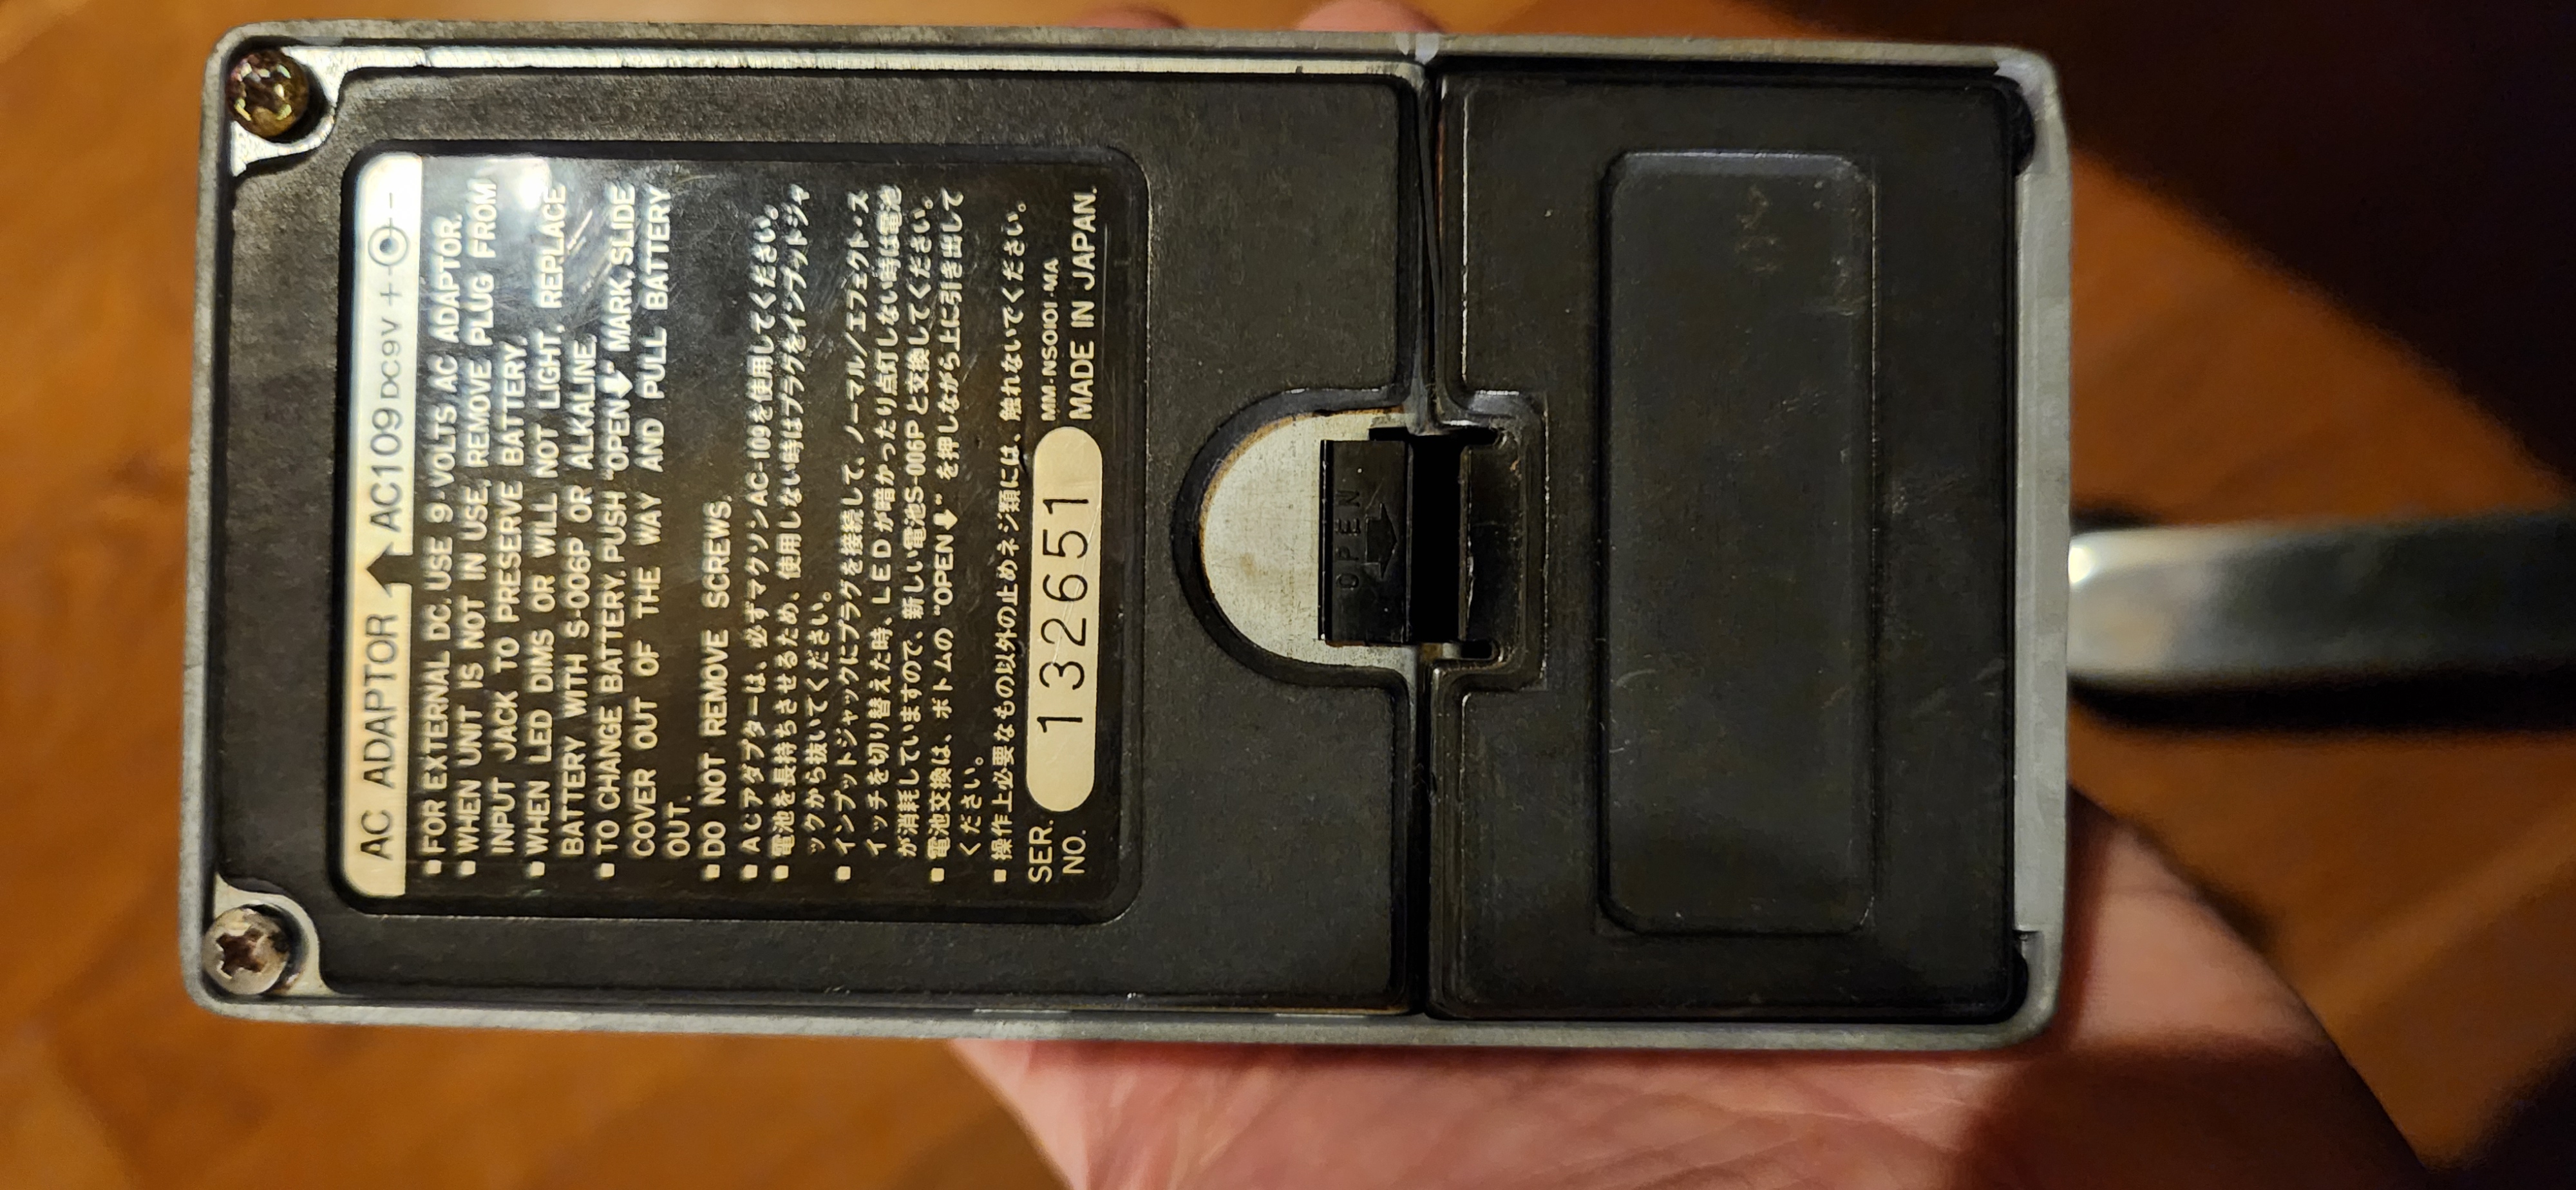 AC ADAPTOR AC109 DC9V + -
■ FOR EXTERNAL DC, USE 9-VOLTS AC ADAPTOR.
■ WHEN UNIT IS NOT IN USE, REMOVE PLUG FROM
INPUT JACK TO PRESERVE BATTERY.
■ WHEN LED DIMS OR WILL NOT LIGHT, REPLACE
BATTERY WITH S-006P OR ALKALINE.
■ TO CHANGE BATTERY, PUSH "OPEN⬇" MARK, SLIDE
COVER OUT OF THE WAY AND PULL BATTERY
OUT.
■ DO NOT REMOVE SCREWS.
■ ACアダプターは、必ずマクソンAC-109を使用してください。
■ 電池を長持ちさせるため、使用しない時はプラグをインプットジャ
ックから抜いてください。
■ インプットジャックにプラグを接続して、ノーマル/エフェクト・ス
イッチを切り替えた時、LEDが暗かったり点灯しない時は電池
が消耗していますので、新しい電池S-006Pと交換してください。
■ 電池交換は、ボトムの"OPEN⬇"を押しながら上に引き出して
ください。
■ 操作上必要なもの以外の止めネジ類には、触れないでください。
SER. NO. 132651
MM-NS0101-MA
MADE IN JAPAN.
OPEN